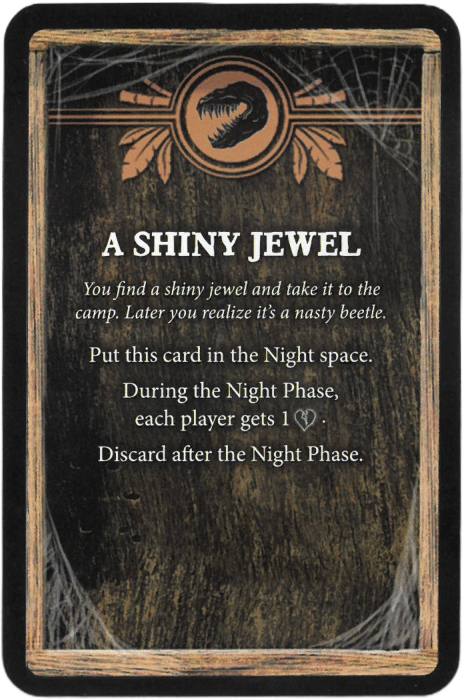 A SHINY JEWEL
You find a shiny jewel and take it to the
camp. Later you realize it's a nasty beetle.
Put this card in the Night space.
During the Night Phase,
each player gets 1 .
Discard after the Night Phase.